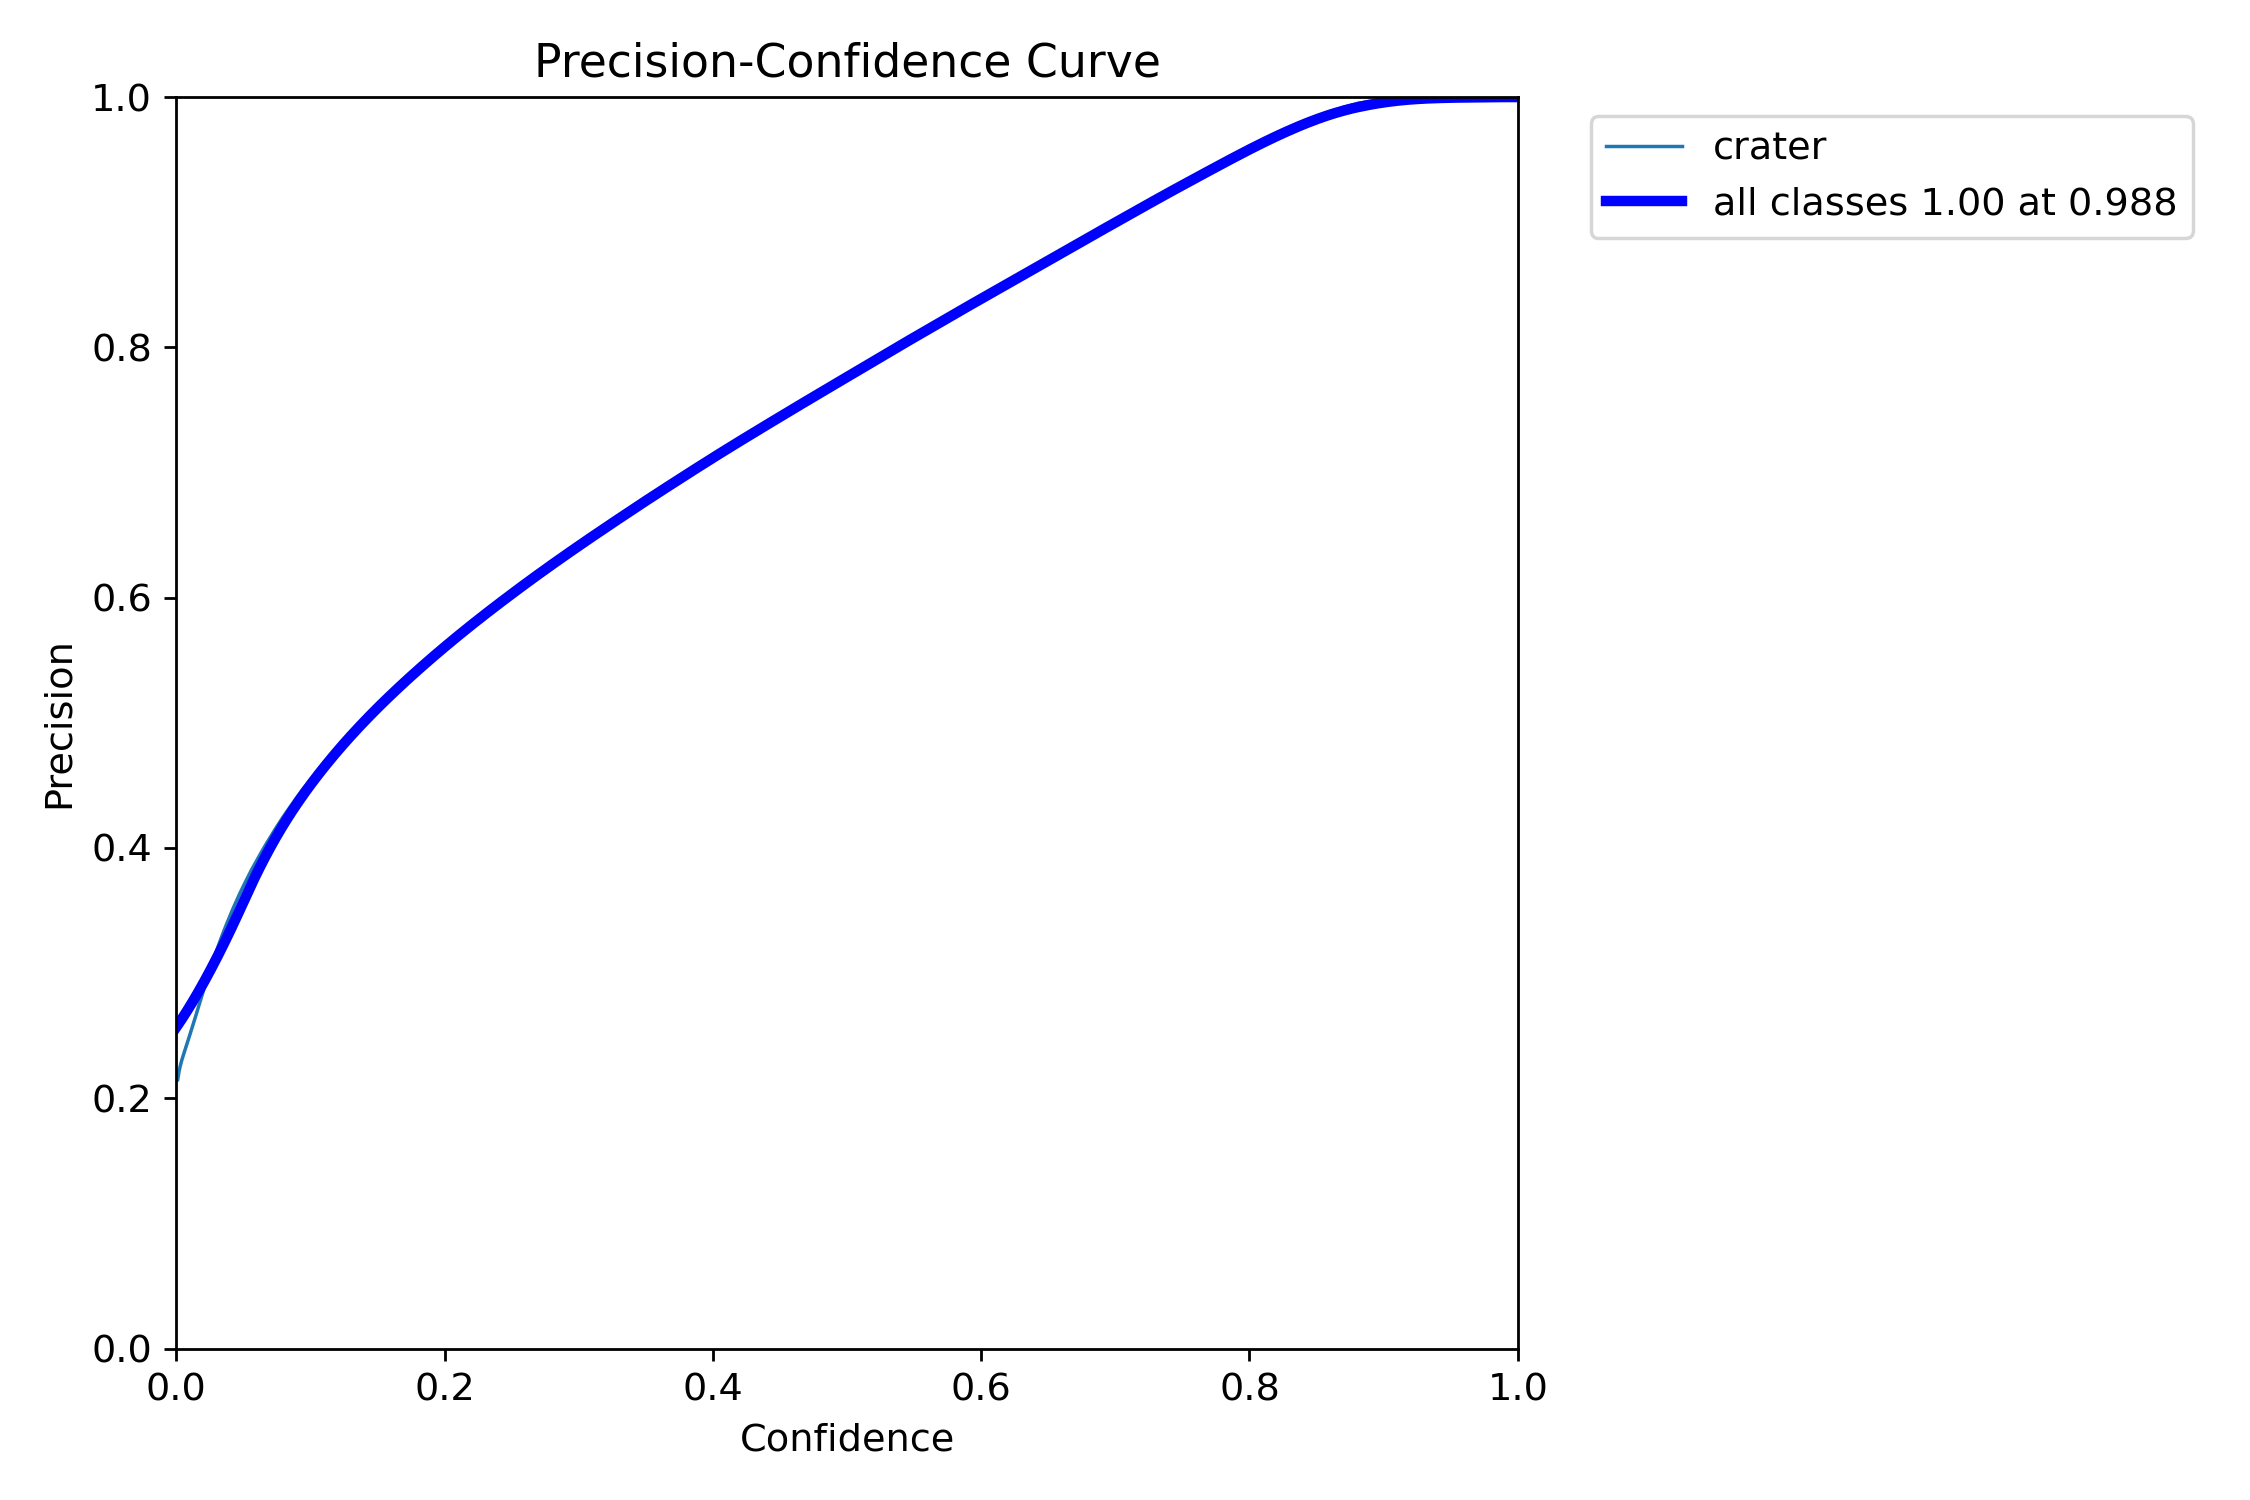 Precision-Confidence Curve
1.0
0.8
0.6
0.4
0.2
0.0
Precision
0.0 0.2 0.4 0.6 0.8 1.0
Confidence
crater
all classes 1.00 at 0.988